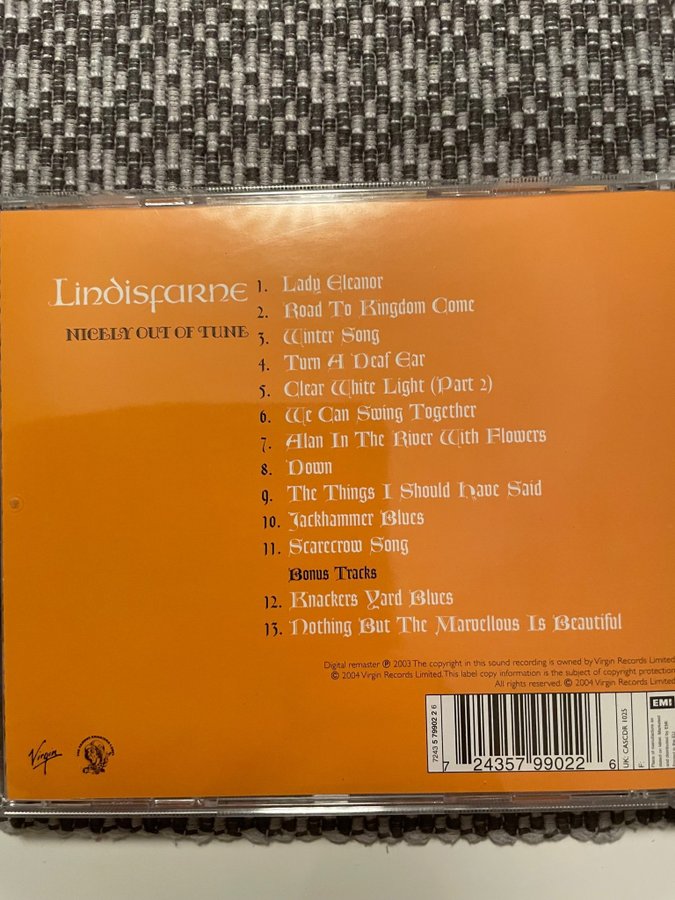 Lindisfarne
NICELY OUT OF TUNE
1. Lady Eleanor
2. Road To Kingdom Come
3. Winter Song
4. Turn A Deaf Ear
5. Clear White Light (Part 2)
6. We Can Swing Together
7. Alan In The River With Flowers
8. Down
9. The Things I Should Have Said
10. Jackhammer Blues
11. Scarecrow Song
Bonus Tracks
12. Knackers Yard Blues
13. Nothing But The Marvellous Is Beautiful
Digital remaster ℗ 2003 The copyright in this sound recording is owned by Virgin Records Limited
© 2004 Virgin Records Limited. This label copy information is the subject of copyright protection
All rights reserved. © 2004 Virgin Records Limited
Virgin
7243 5 79902 2 6
7 24357 99022 6
UK: CASCDR 1025
F:
EMI